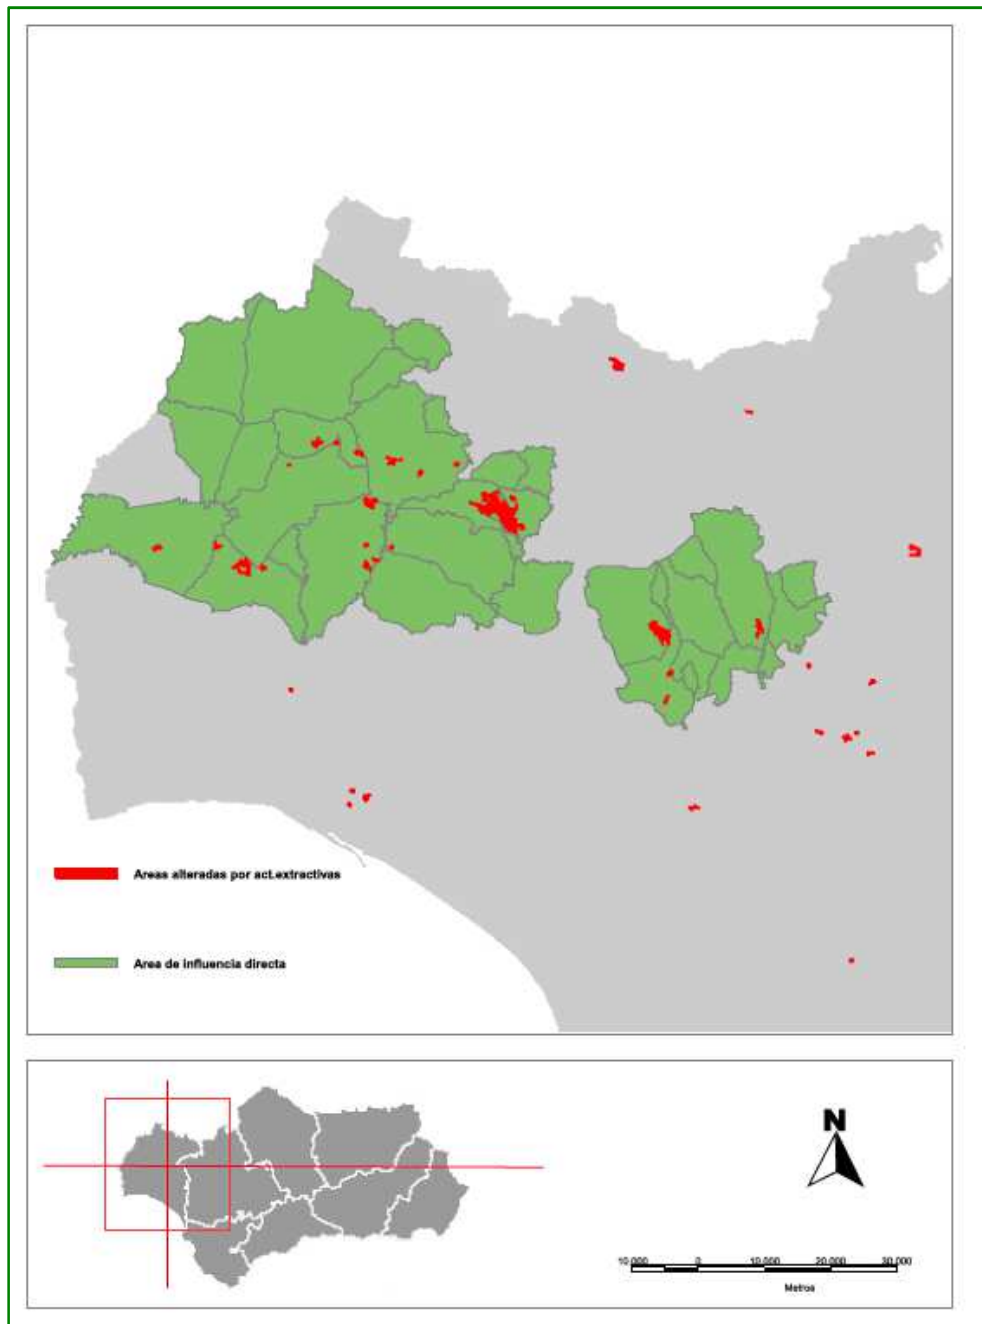 Areas alteradas por act.extractivas
Area de influencia directa
N
10.000 0 10.000 20.000 30.000
Metros